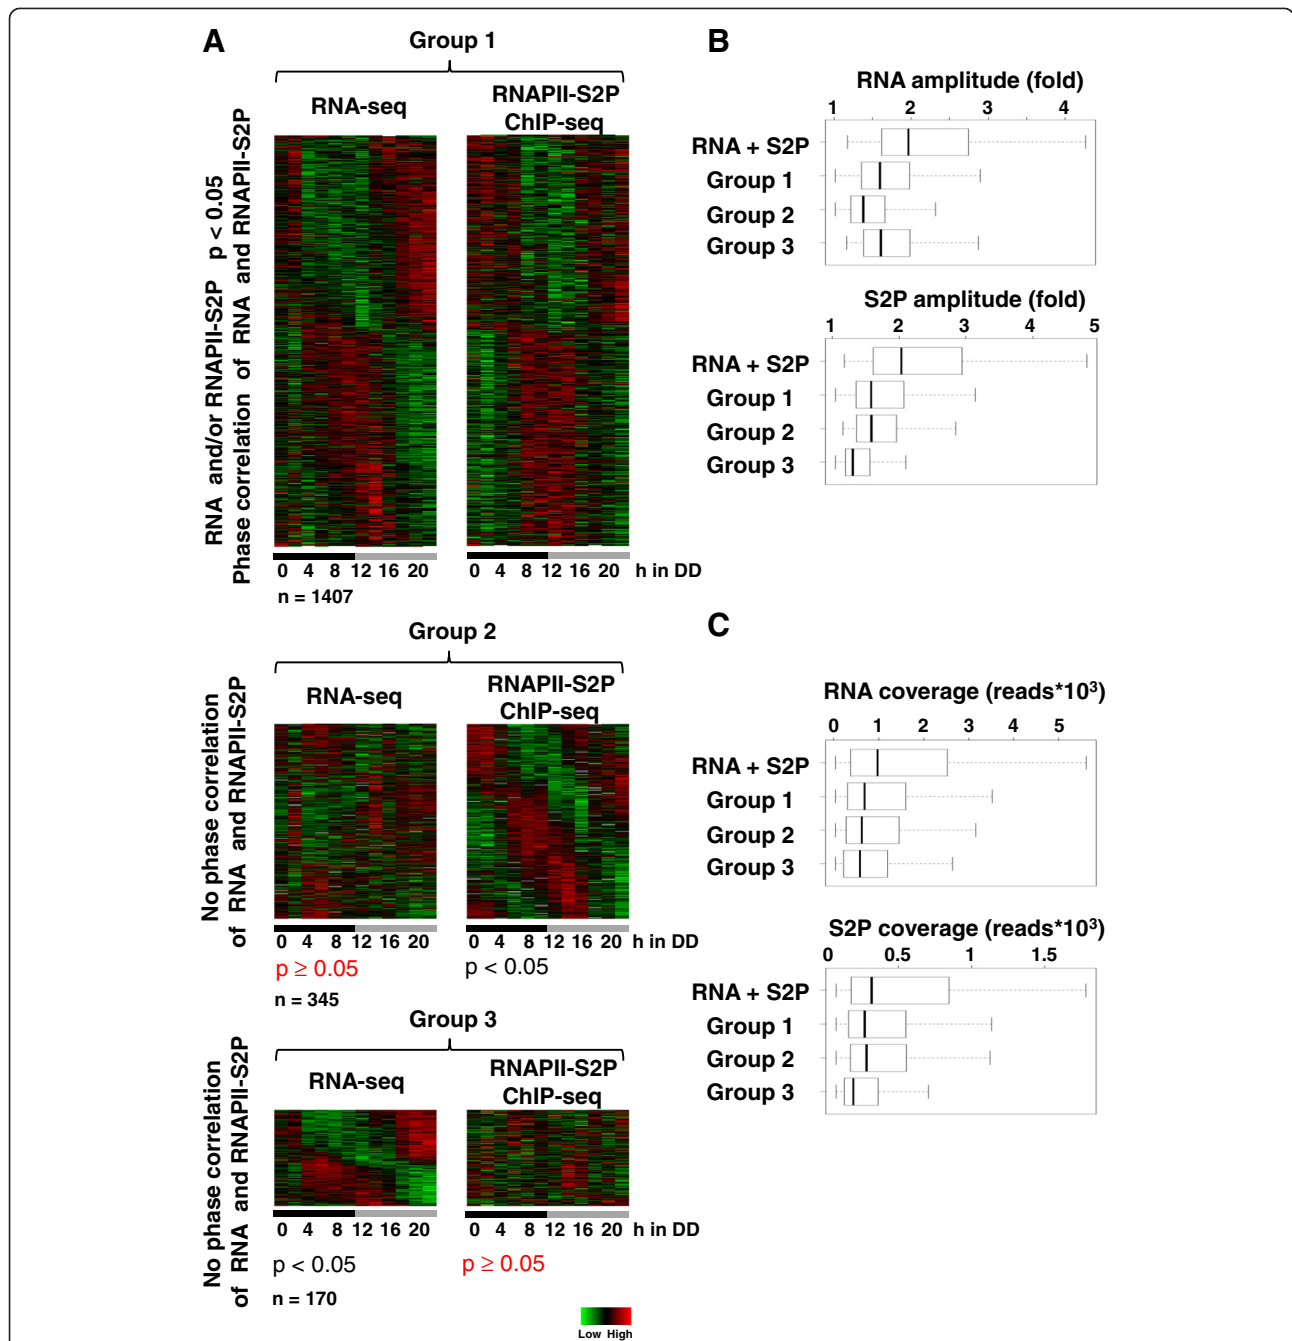 A
Group 1
RNA-seq
RNAPII-S2P
ChIP-seq
RNA and/or RNAPII-S2P p < 0.05
Phase correlation of RNA and RNAPII-S2P
0 4 8 12 16 20
0 4 8 12 16 20 h in DD
n = 1407
Group 2
RNA-seq
RNAPII-S2P
ChIP-seq
No phase correlation
of RNA and RNAPII-S2P
0 4 8 12 16 20
0 4 8 12 16 20 h in DD
p ≥ 0.05
p < 0.05
n = 345
Group 3
RNA-seq
RNAPII-S2P
ChIP-seq
No phase correlation
of RNA and RNAPII-S2P
0 4 8 12 16 20
0 4 8 12 16 20 h in DD
p < 0.05
p ≥ 0.05
n = 170
Low High
B
RNA amplitude (fold)
1 2 3 4
RNA + S2P
Group 1
Group 2
Group 3
S2P amplitude (fold)
1 2 3 4 5
RNA + S2P
Group 1
Group 2
Group 3
C
RNA coverage (reads*10³)
0 1 2 3 4 5
RNA + S2P
Group 1
Group 2
Group 3
S2P coverage (reads*10³)
0 0.5 1 1.5
RNA + S2P
Group 1
Group 2
Group 3